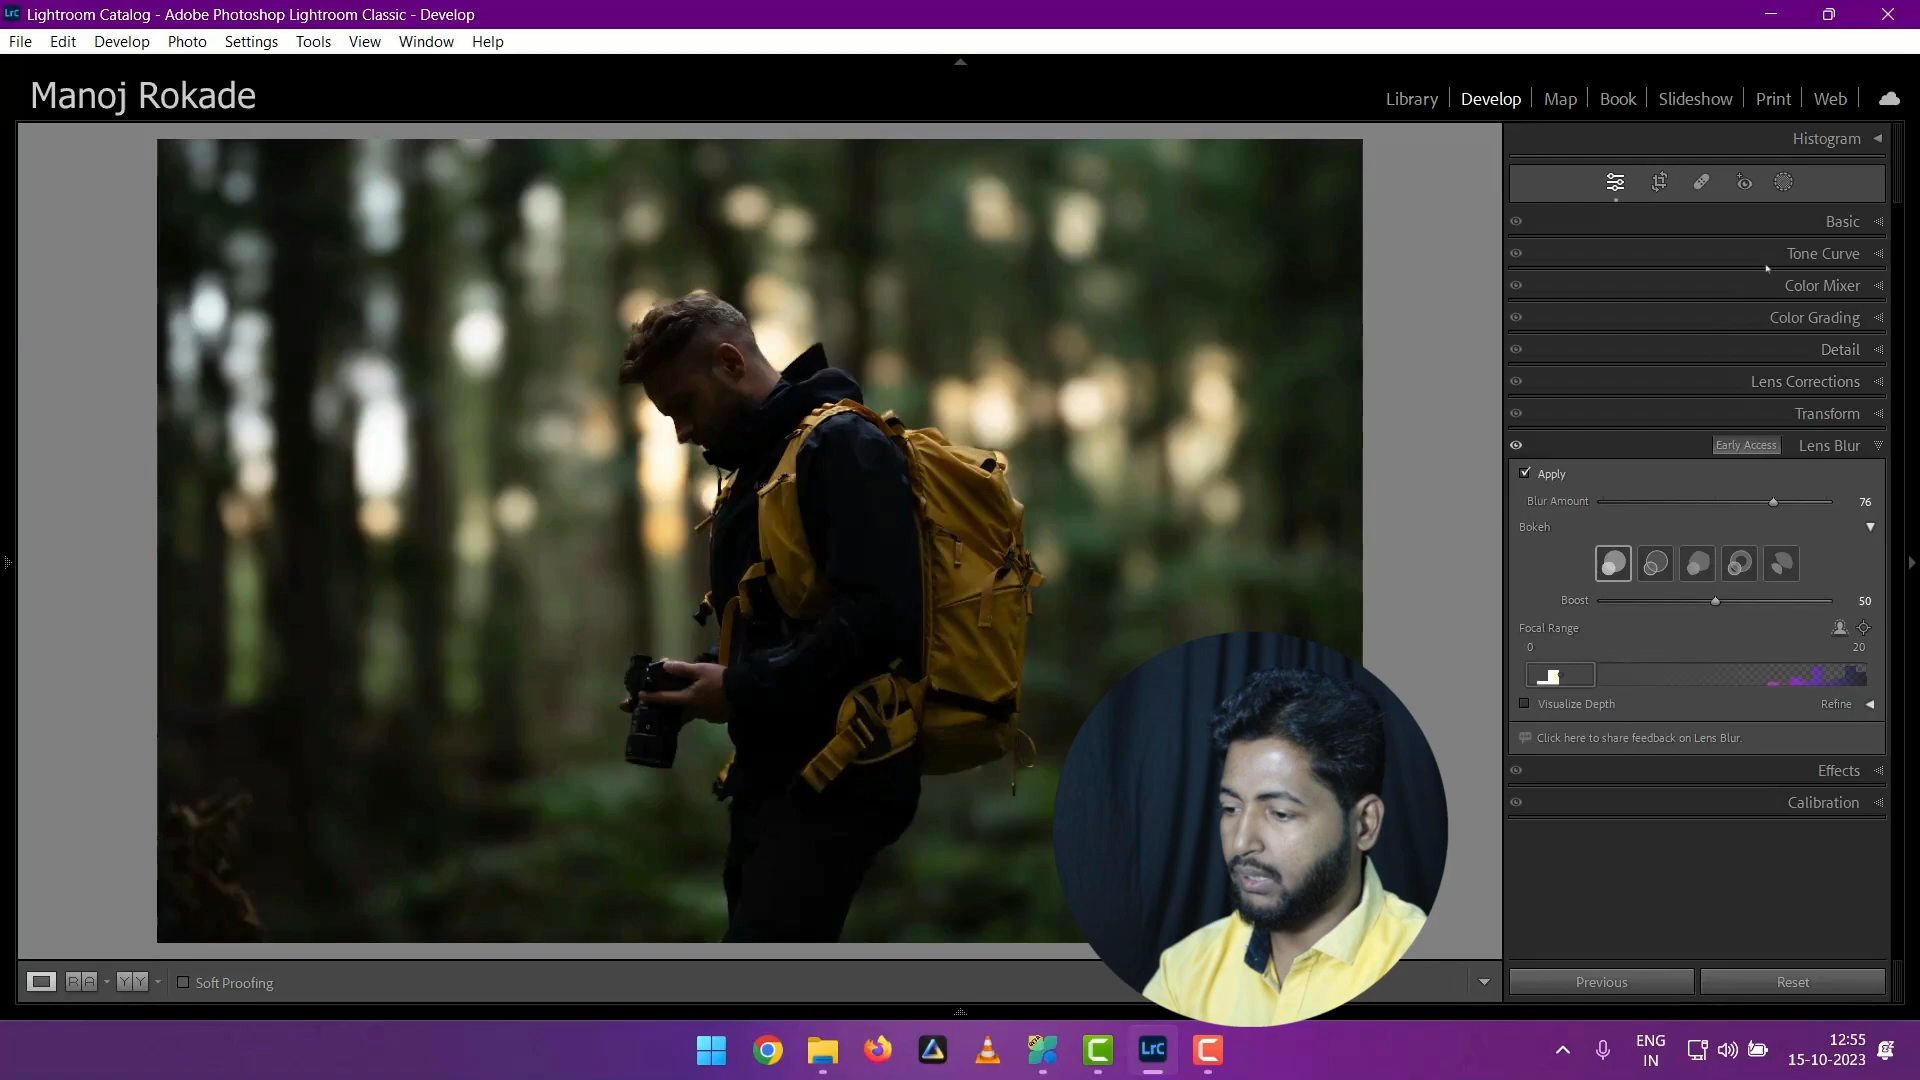 Lightroom Catalog - Adobe Photoshop Lightroom Classic - Develop
File Edit Develop Photo Settings Tools View Window Help
Manoj Rokade
Library Develop Map Book Slideshow Print Web
Histogram
Basic
Tone Curve
Color Mixer
Color Grading
Detail
Lens Corrections
Transform
Early Access Lens Blur
Apply
Blur Amount 76
Bokeh
Boost 50
Focal Range
0 20
Visualize Depth Refine
Click here to share feedback on Lens Blur.
Effects
Calibration
R A Y Y Soft Proofing
Previous Reset
LrC
ENG
IN
12:55
15-10-2023